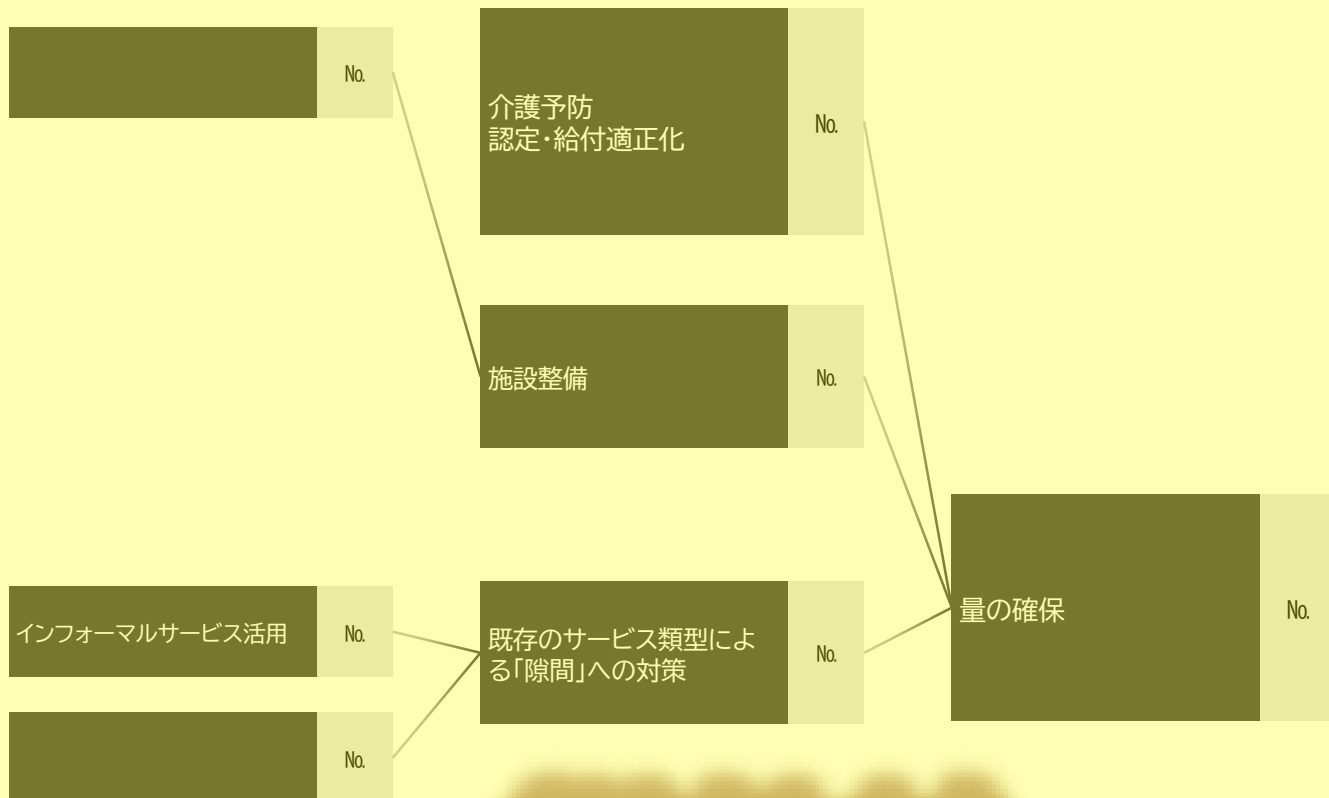 No.
介護予防
認定・給付適正化
No.
施設整備
No.
インフォーマルサービス活用
No.
既存のサービス類型によ
る「隙間」への対策
No.
量の確保
No.
No.